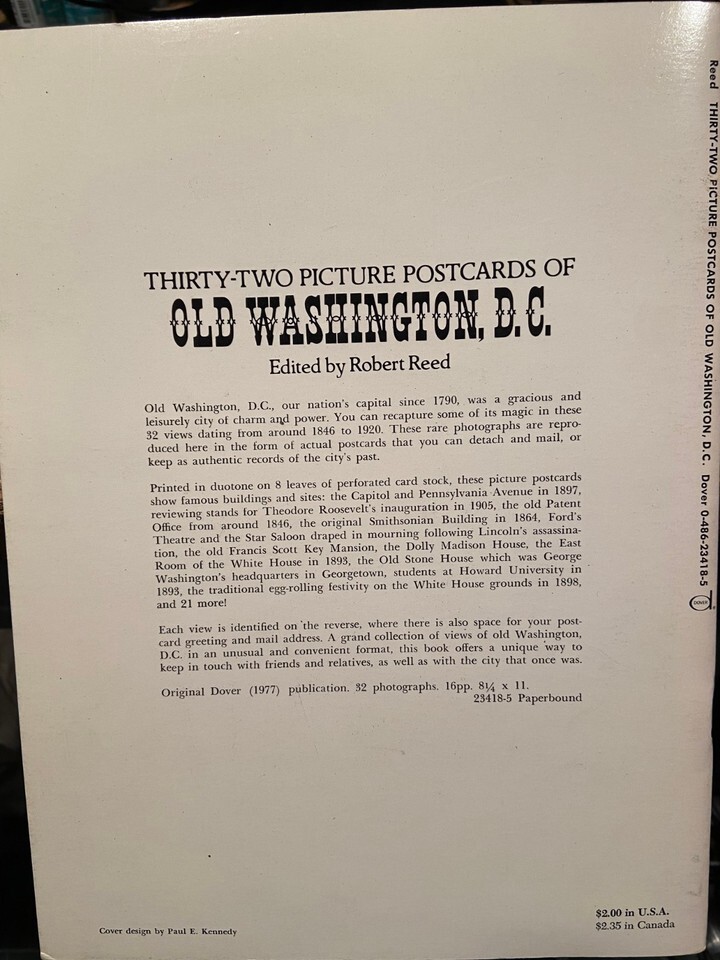 THIRTY-TWO PICTURE POSTCARDS OF
OLD WASHINGTON, D.C.
Edited by Robert Reed
Old Washington, D.C., our nation's capital since 1790, was a gracious and
leisurely city of charm and power. You can recapture some of its magic in these
32 views dating from around 1846 to 1920. These rare photographs are repro-
duced here in the form of actual postcards that you can detach and mail, or
keep as authentic records of the city's past.
Printed in duotone on 8 leaves of perforated card stock, these picture postcards
show famous buildings and sites: the Capitol and Pennsylvania Avenue in 1897,
reviewing stands for Theodore Roosevelt's inauguration in 1905, the old Patent
Office from around 1846, the original Smithsonian Building in 1864, Ford's
Theatre and the Star Saloon draped in mourning following Lincoln's assassina-
tion, the old Francis Scott Key Mansion, the Dolly Madison House, the East
Room of the White House in 1893, the Old Stone House which was George
Washington's headquarters in Georgetown, students at Howard University in
1893, the traditional egg-rolling festivity on the White House grounds in 1898,
and 21 more!
Each view is identified on the reverse, where there is also space for your post-
card greeting and mail address. A grand collection of views of old Washington,
D.C. in an unusual and convenient format, this book offers a unique way to
keep in touch with friends and relatives, as well as with the city that once was.
Original Dover (1977) publication. 32 photographs. 16pp. 8¼ x 11.
23418-5 Paperbound
Cover design by Paul E. Kennedy
$2.00 in U.S.A.
$2.35 in Canada
Reed THIRTY-TWO PICTURE POSTCARDS OF OLD WASHINGTON, D.C. Dover 0-486-23418-5
DOVER